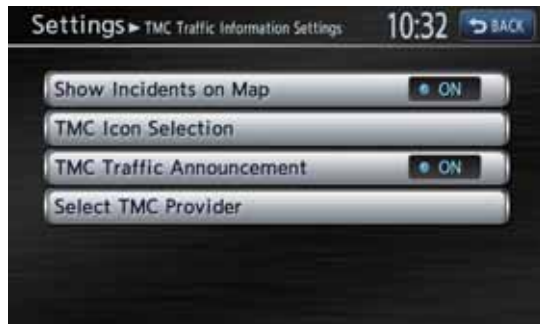 Settings ► TMC Traffic Information Settings 10:32 BACK
Show Incidents on Map ON
TMC Icon Selection
TMC Traffic Announcement ON
Select TMC Provider